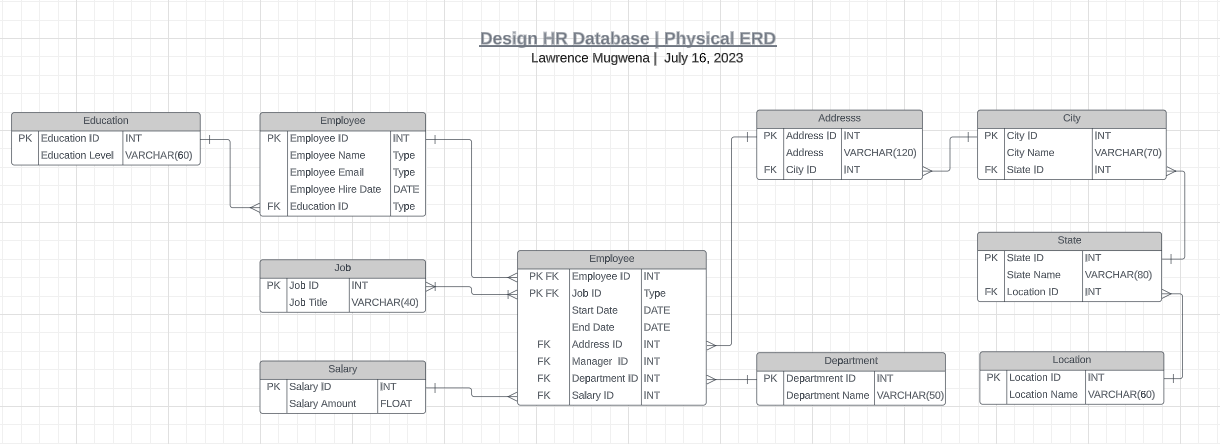 Design HR Database | Physical ERD
Lawrence Mugwena | July 16, 2023
Education
PK Education ID INT
Education Level VARCHAR(60)
Employee
PK Employee ID INT
Employee Name Type
Employee Email Type
Employee Hire Date DATE
FK Education ID Type
Job
PK Job ID INT
Job Title VARCHAR(40)
Salary
PK Salary ID INT
Salary Amount FLOAT
Employee
PK FK Employee ID INT
PK FK Job ID Type
Start Date DATE
End Date DATE
FK Address ID INT
FK Manager ID INT
FK Department ID INT
FK Salary ID INT
Addresss
PK Address ID INT
Address VARCHAR(120)
FK City ID INT
City
PK City ID INT
City Name VARCHAR(70)
FK State ID INT
State
PK State ID INT
State Name VARCHAR(80)
FK Location ID INT
Department
PK Departmrent ID INT
Department Name VARCHAR(50)
Location
PK Location ID INT
Location Name VARCHAR(60)